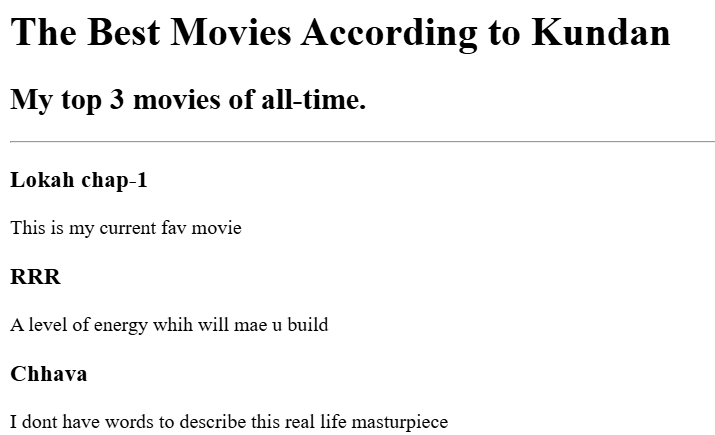 The Best Movies According to Kundan
My top 3 movies of all-time.
Lokah chap-1
This is my current fav movie
RRR
A level of energy whih will mae u build
Chhava
I dont have words to describe this real life masturpiece